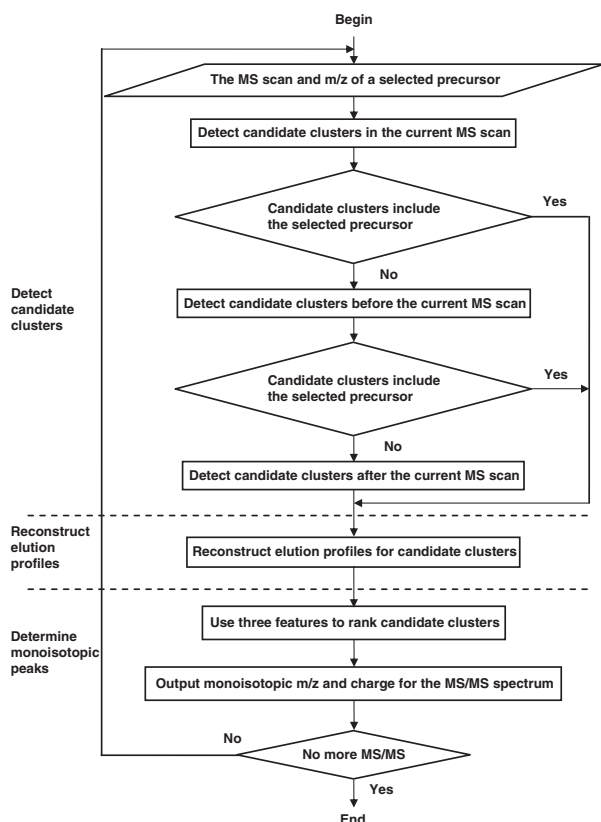 Begin
The MS scan and m/z of a selected precursor
Detect candidate clusters in the current MS scan
Candidate clusters include
the selected precursor
Yes
No
Detect
candidate
clusters
Detect candidate clusters before the current MS scan
Candidate clusters include
the selected precursor
Yes
No
Detect candidate clusters after the current MS scan
Reconstruct
elution
profiles
Reconstruct elution profiles for candidate clusters
Determine
monoisotopic
peaks
Use three features to rank candidate clusters
Output monoisotopic m/z and charge for the MS/MS spectrum
No
No more MS/MS
Yes
End